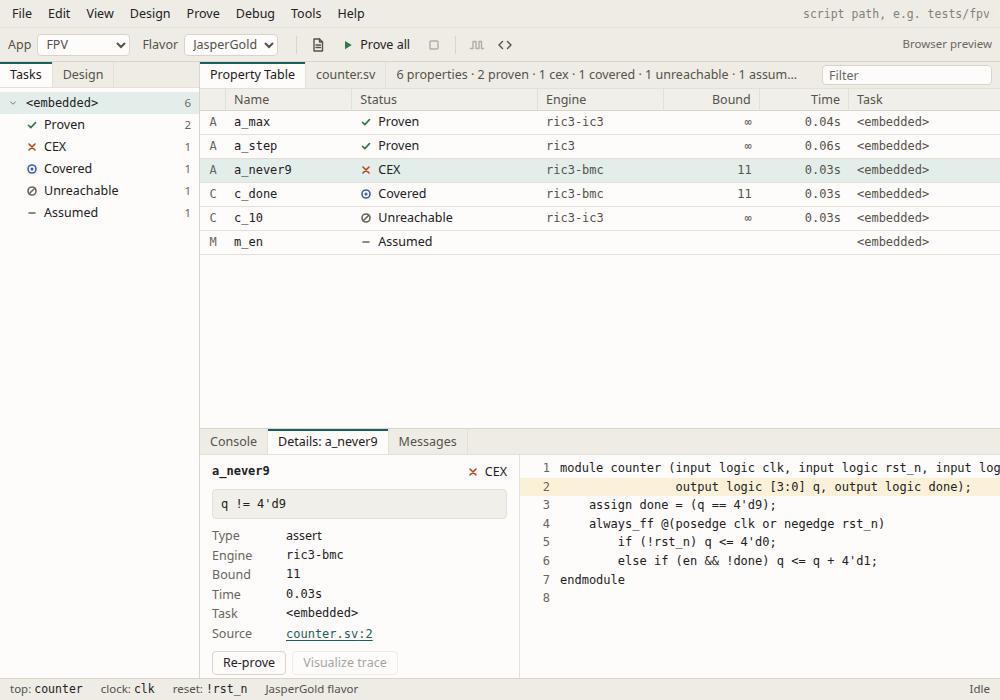 File Edit View Design Prove Debug Tools Help script path, e.g. tests/fpv
App FPV Flavor JasperGold Prove all Browser preview
Tasks Design Property Table counter.sv 6 properties · 2 proven · 1 cex · 1 covered · 1 unreachable · 1 assum... Filter
<embedded> 6
Proven 2
CEX 1
Covered 1
Unreachable 1
Assumed 1
Name Status Engine Bound Time Task
A a_max Proven ric3-ic3 ∞ 0.04s <embedded>
A a_step Proven ric3 ∞ 0.06s <embedded>
A a_never9 CEX ric3-bmc 11 0.03s <embedded>
C c_done Covered ric3-bmc 11 0.03s <embedded>
C c_10 Unreachable ric3-ic3 ∞ 0.03s <embedded>
M m_en Assumed <embedded>
Console Details: a_never9 Messages
a_never9 CEX
q != 4'd9
Type assert
Engine ric3-bmc
Bound 11
Time 0.03s
Task <embedded>
Source counter.sv:2
Re-prove Visualize trace
1 module counter (input logic clk, input logic rst_n, input log
2 output logic [3:0] q, output logic done);
3 assign done = (q == 4'd9);
4 always_ff @(posedge clk or negedge rst_n)
5 if (!rst_n) q <= 4'd0;
6 else if (en && !done) q <= q + 4'd1;
7 endmodule
8
top: counter clock: clk reset: !rst_n JasperGold flavor Idle